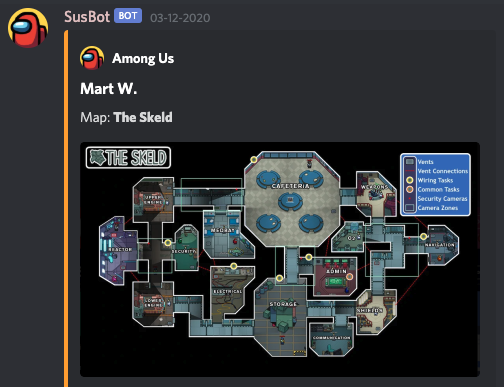 SusBot BOT 03-12-2020
Among Us
Mart W.
Map: The Skeld
THE SKELD
CAFETERIA
WEAPONS
Vents
Vent Connections
Wiring Tasks
Common Tasks
Security Cameras
Camera Zones
UPPER ENGINE
MEDBAY
O2
REACTOR
SECURITY
NAVIGATION
ADMIN
ELECTRICAL
LOWER ENGINE
STORAGE
SHIELDS
COMMUNICATION